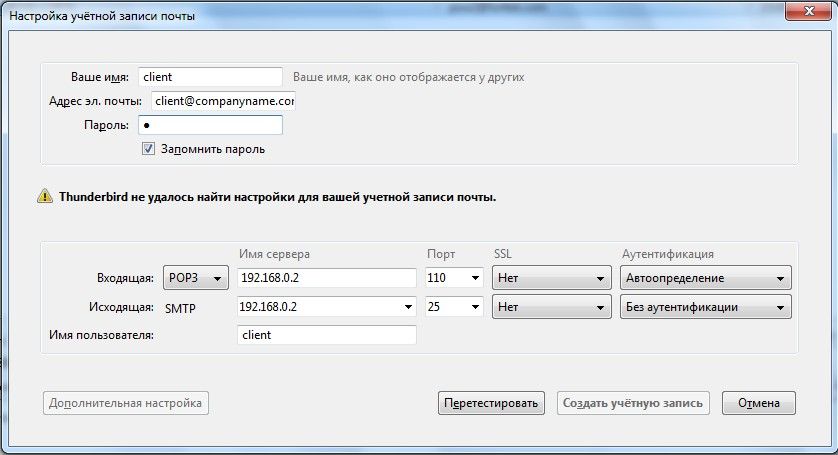 Настройка учётной записи почты
Ваше имя: client Ваше имя, как оно отображается у других
Адрес эл. почты: client@companyname.cor
Пароль: ●
Запомнить пароль
Thunderbird не удалось найти настройки для вашей учетной записи почты.
Имя сервера Порт SSL Аутентификация
Входящая: POP3 192.168.0.2 110 Нет Автоопределение
Исходящая: SMTP 192.168.0.2 25 Нет Без аутентификации
Имя пользователя: client
Дополнительная настройка Перетестировать Создать учётную запись Отмена